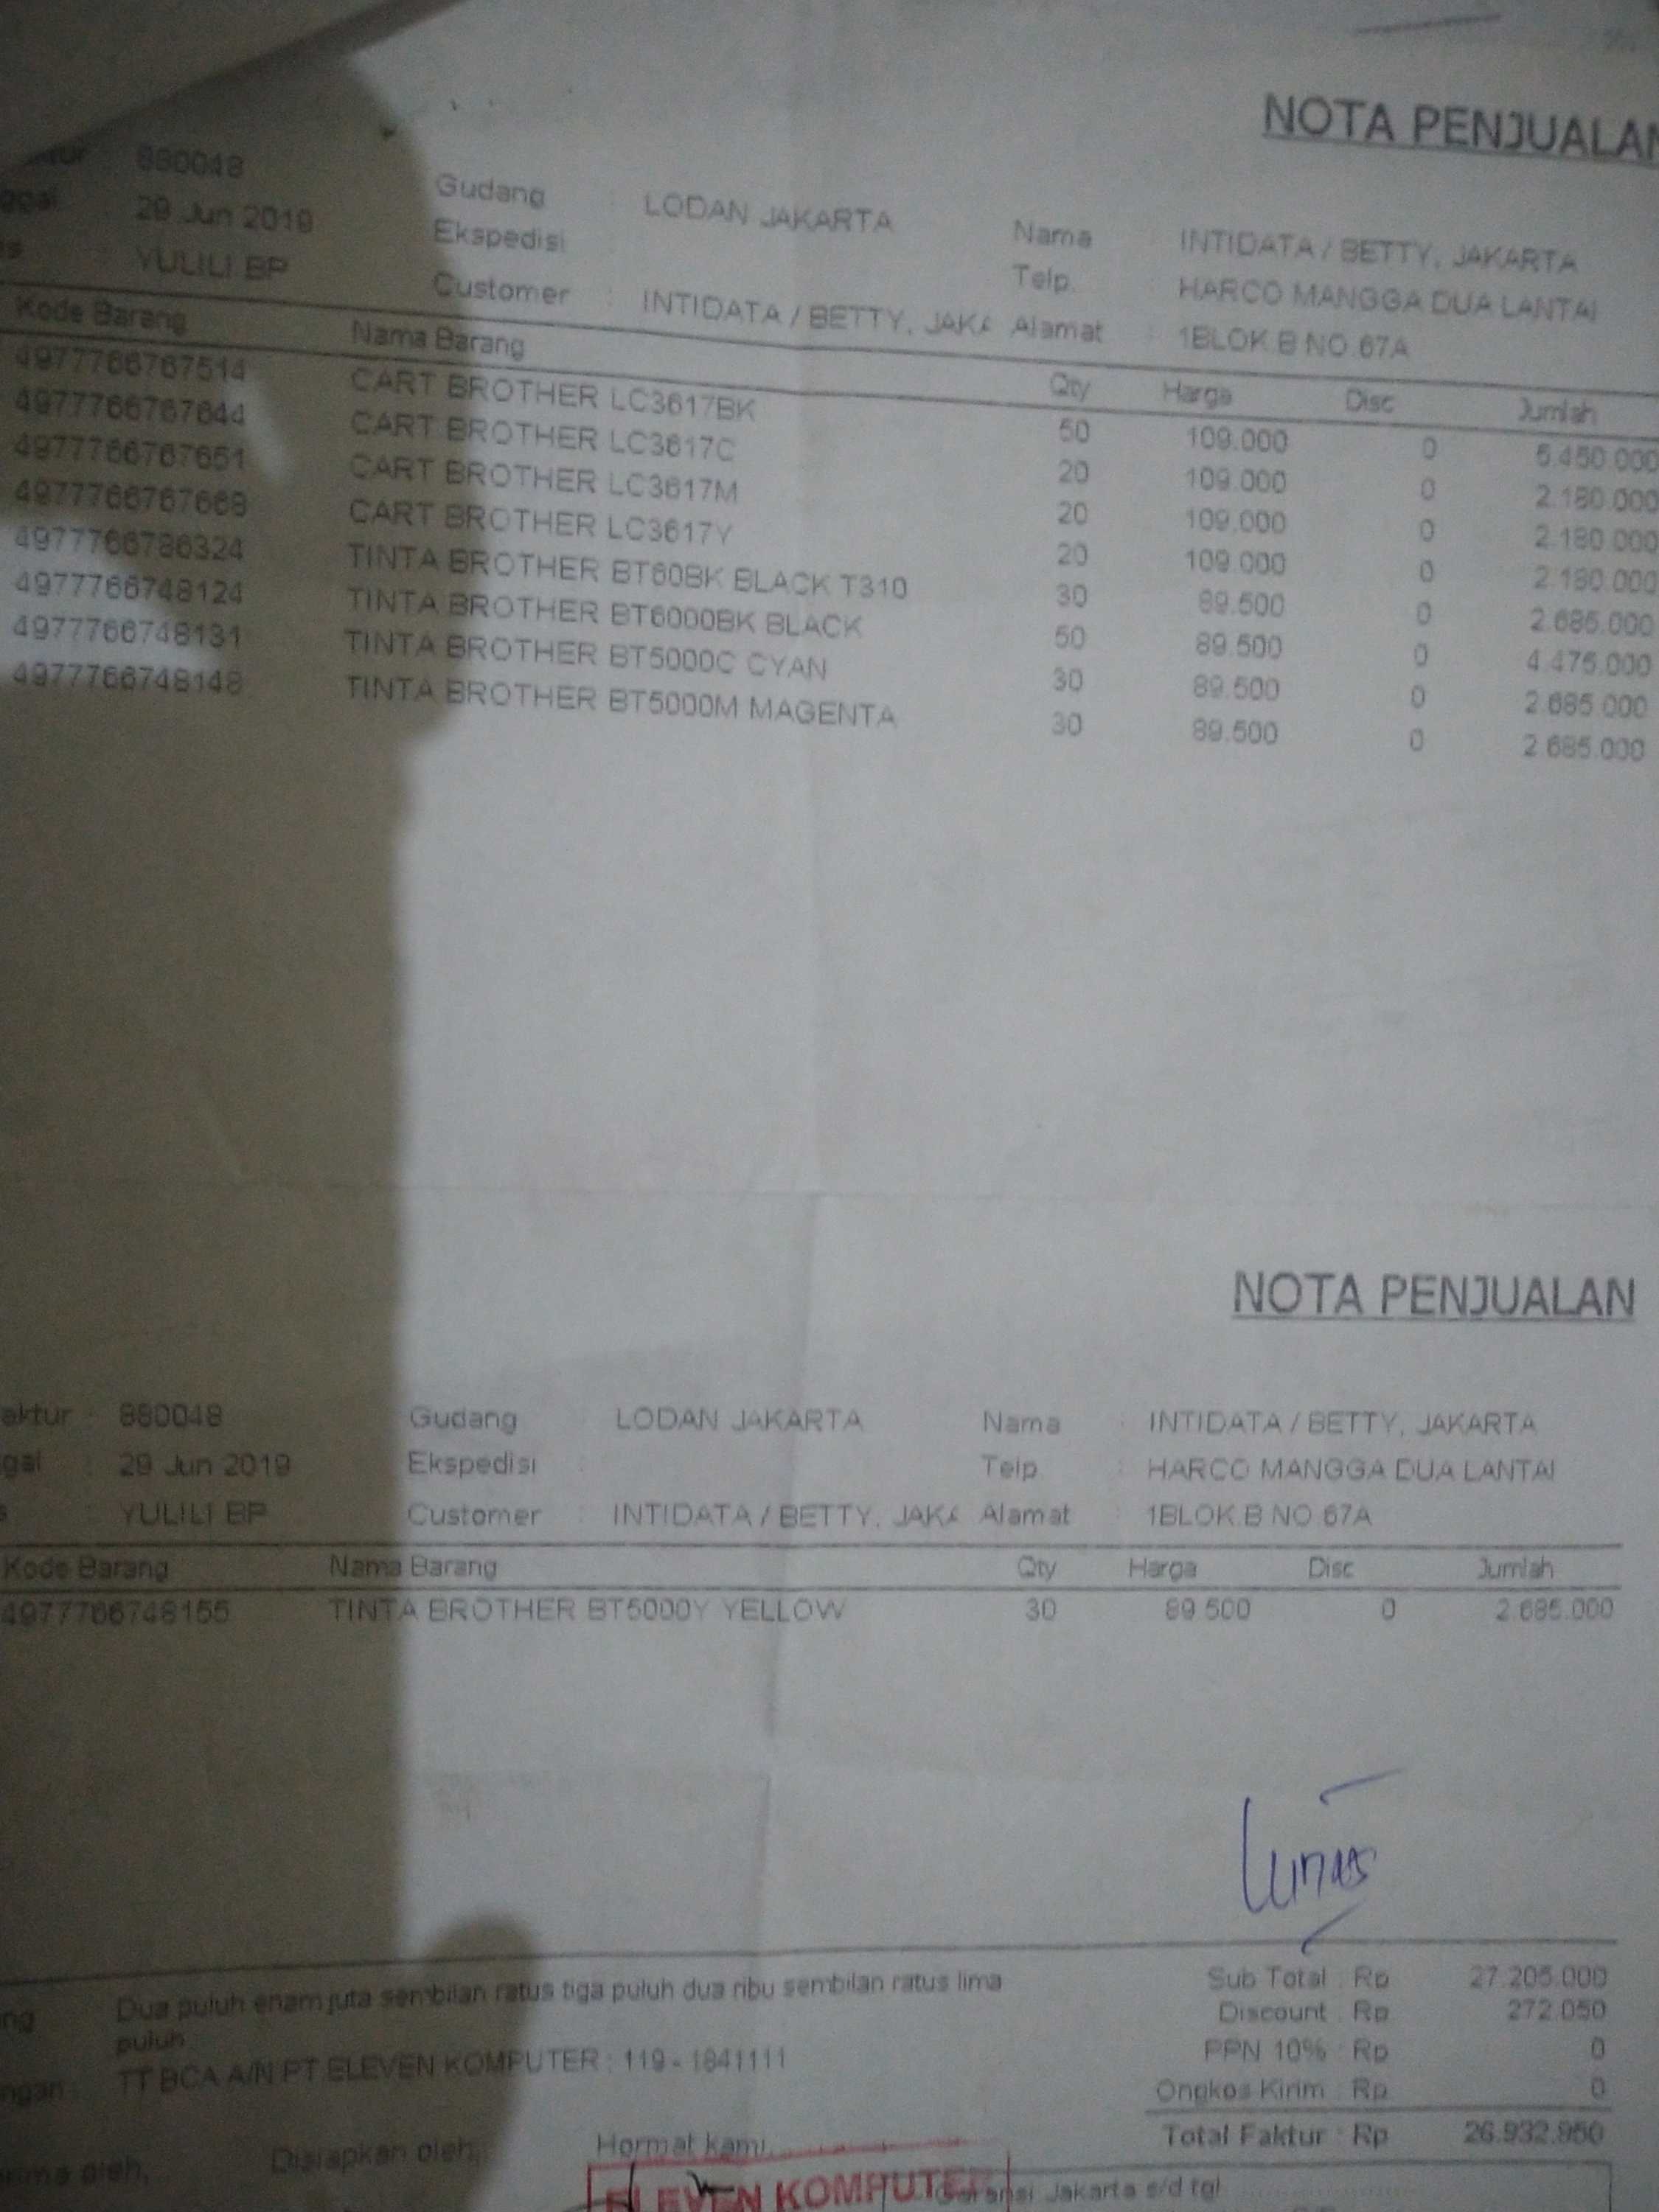 NOTA PENJUALAN
880048 Gudang : LODAN JAKARTA Nama : INTIDATA / BETTY, JAKARTA
29 Jun 2019 Ekspedisi Telp. : HARCO MANGGA DUA LANTAI
YULILI BP Customer : INTIDATA / BETTY, JAKA Alamat : 1BLOK.B NO.67A
Kode Barang Nama Barang Qty Harga Disc Jumlah
4977766767514 CART BROTHER LC3617BK 50 109.000 0 5.450.000
4977766767644 CART BROTHER LC3617C 20 109.000 0 2.180.000
4977766767651 CART BROTHER LC3617M 20 109.000 0 2.180.000
4977766767668 CART BROTHER LC3617Y 20 109.000 0 2.180.000
4977766786324 TINTA BROTHER BT60BK BLACK T310 30 89.500 0 2.685.000
4977766748124 TINTA BROTHER BT6000BK BLACK 50 89.500 0 4.475.000
4977766748131 TINTA BROTHER BT5000C CYAN 30 89.500 0 2.685.000
4977766748148 TINTA BROTHER BT5000M MAGENTA 30 89.500 0 2.685.000
NOTA PENJUALAN
aktur : 880048 Gudang LODAN JAKARTA Nama : INTIDATA / BETTY, JAKARTA
ggal : 29 Jun 2019 Ekspedisi Telp. : HARCO MANGGA DUA LANTAI
s : YULILI BP Customer : INTIDATA / BETTY, JAKA Alamat : 1BLOK.B NO.67A
Kode Barang Nama Barang Qty Harga Disc Jumlah
4977766748155 TINTA BROTHER BT5000Y YELLOW 30 89.500 0 2.685.000
Lunas
Sub Total : Rp 27.205.000
Dua puluh enam juta sembilan ratus tiga puluh dua ribu sembilan ratus lima
puluh
Discount : Rp 272.050
PPN 10% : Rp 0
TT BCA A/N PT.ELEVEN KOMPUTER : 119 - 1841111
Ongkos Kirim : Rp 0
Total Faktur : Rp 26.932.950
oleh, Disiapkan oleh, Hormat kami,
ELEVEN KOMPUTER
Garansi Jakarta s/d tgl